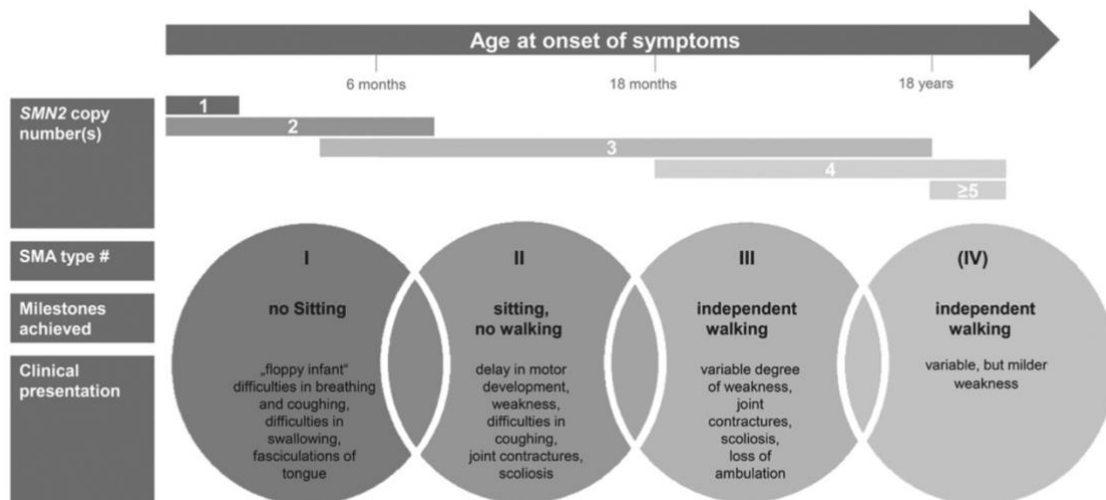 Age at onset of symptoms
6 months
18 months
18 years
SMN2 copy
number(s)
1
2
3
4
≥5
SMA type #
I
II
III
(IV)
Milestones
achieved
no Sitting
sitting,
no walking
independent
walking
independent
walking
Clinical
presentation
„floppy infant“
difficulties in breathing
and coughing,
difficulties in
swallowing,
fasciculations of
tongue
delay in motor
development,
weakness,
difficulties in
coughing,
joint contractures,
scoliosis
variable degree
of weakness,
joint
contractures,
scoliosis,
loss of
ambulation
variable, but milder
weakness